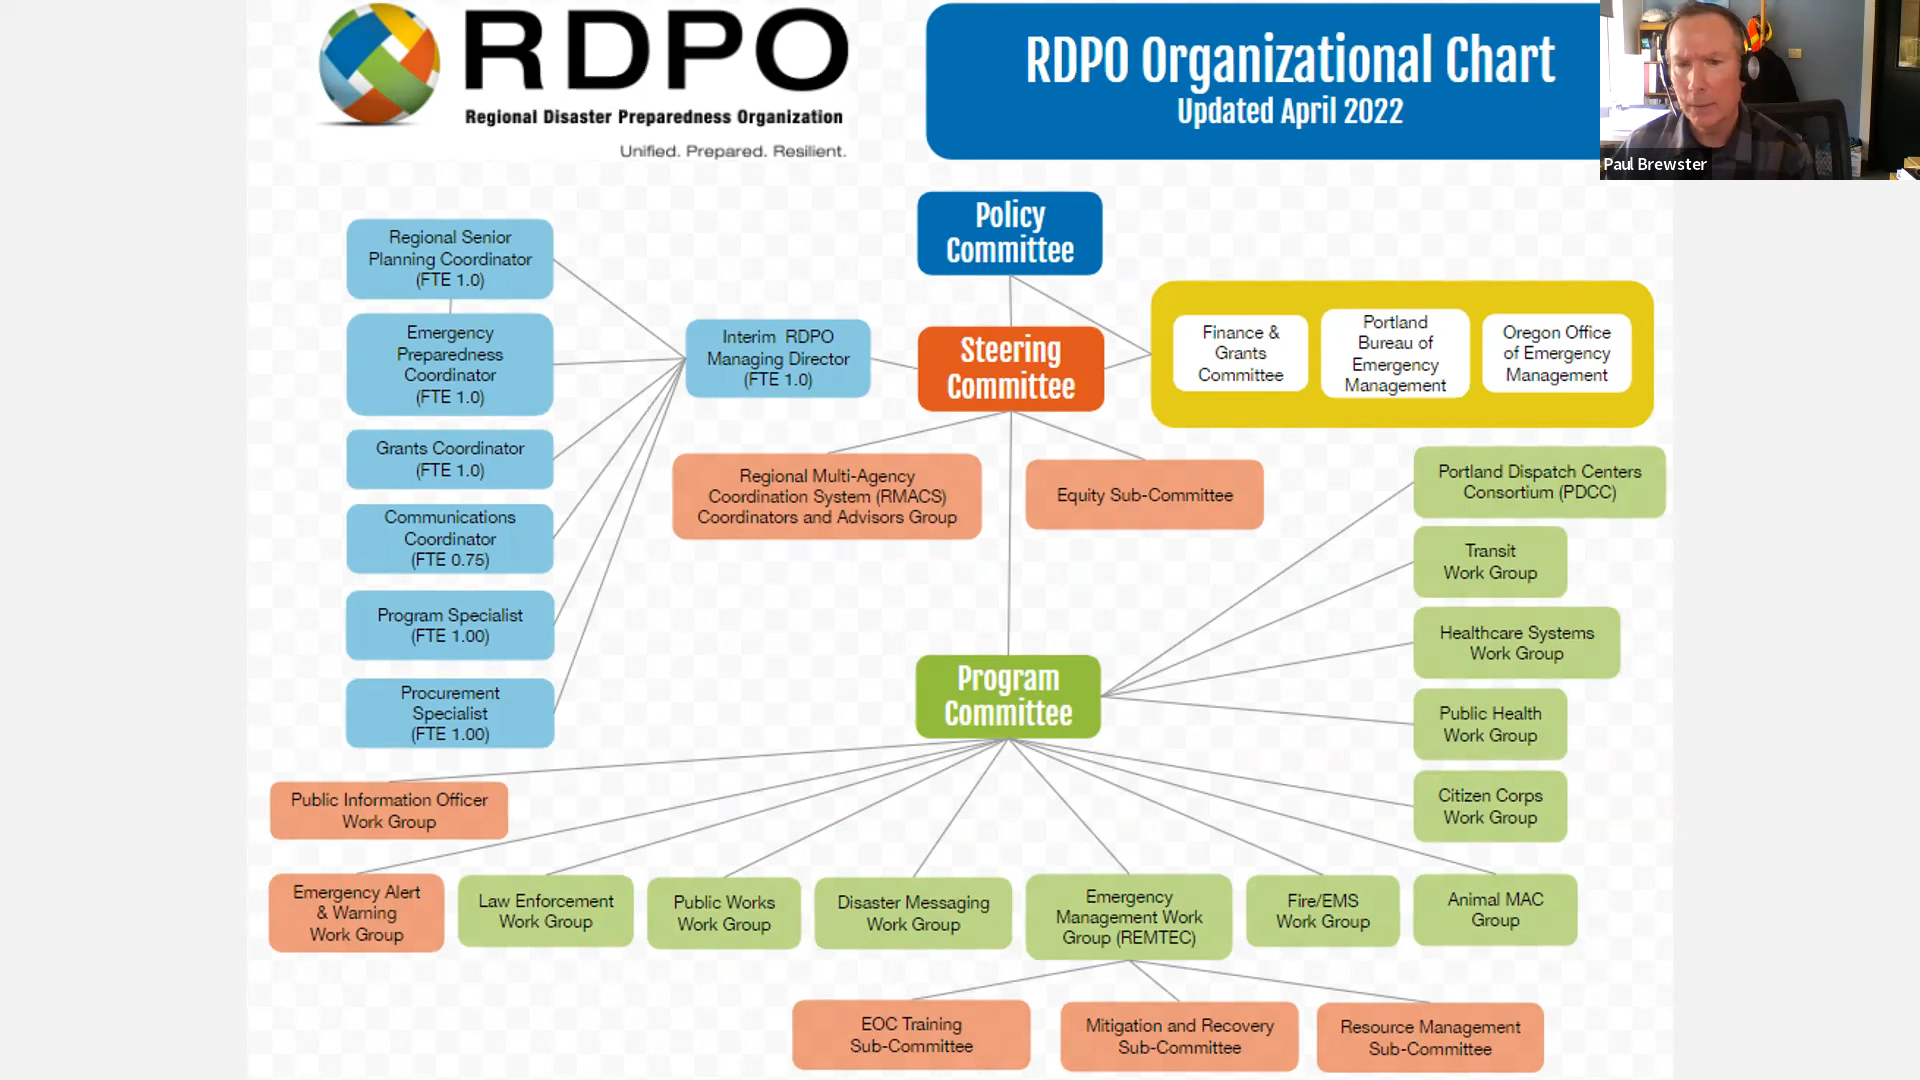 RDPO
Regional Disaster Preparedness Organization
Unified. Prepared. Resilient.
RDPO Organizational Chart
Updated April 2022
Paul Brewster
Policy
Committee
Regional Senior
Planning Coordinator
(FTE 1.0)
Emergency
Preparedness
Coordinator
(FTE 1.0)
Grants Coordinator
(FTE 1.0)
Communications
Coordinator
(FTE 0.75)
Program Specialist
(FTE 1.00)
Procurement
Specialist
(FTE 1.00)
Interim RDPO
Managing Director
(FTE 1.0)
Steering
Committee
Finance &
Grants
Committee
Portland
Bureau of
Emergency
Management
Oregon Office
of Emergency
Management
Regional Multi-Agency
Coordination System (RMACS)
Coordinators and Advisors Group
Equity Sub-Committee
Portland Dispatch Centers
Consortium (PDCC)
Transit
Work Group
Healthcare Systems
Work Group
Public Health
Work Group
Citizen Corps
Work Group
Program
Committee
Public Information Officer
Work Group
Emergency Alert
& Warning
Work Group
Law Enforcement
Work Group
Public Works
Work Group
Disaster Messaging
Work Group
Emergency
Management Work
Group (REMTEC)
Fire/EMS
Work Group
Animal MAC
Group
EOC Training
Sub-Committee
Mitigation and Recovery
Sub-Committee
Resource Management
Sub-Committee